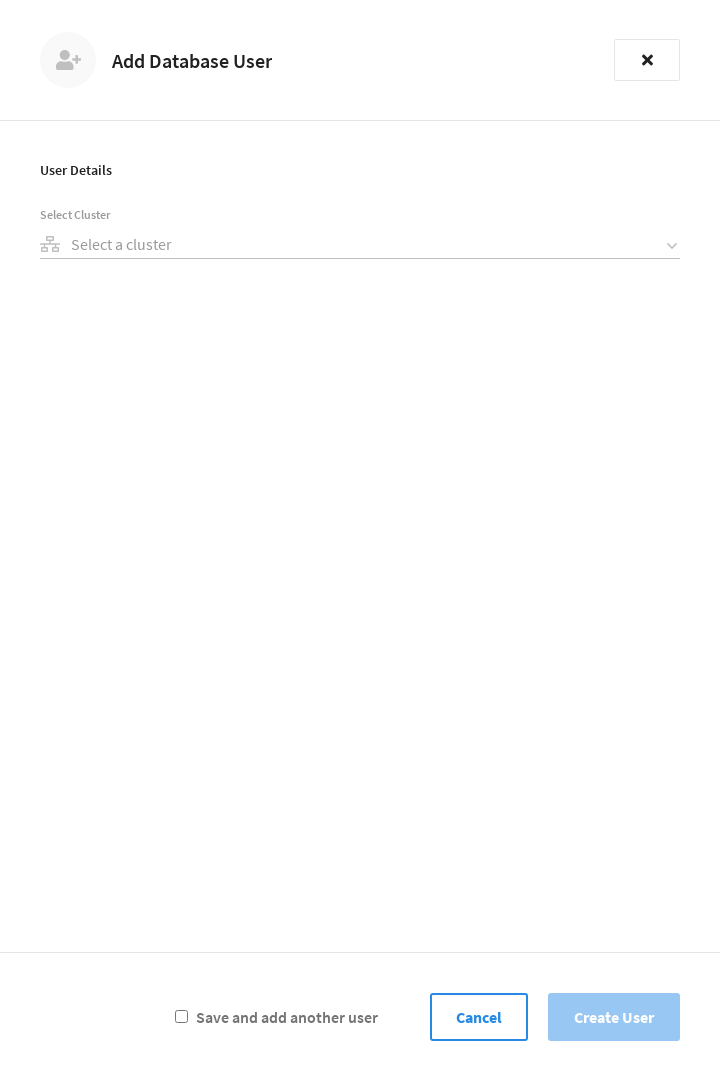 Add Database User
User Details
Select Cluster
Select a cluster
Save and add another user
Cancel
Create User